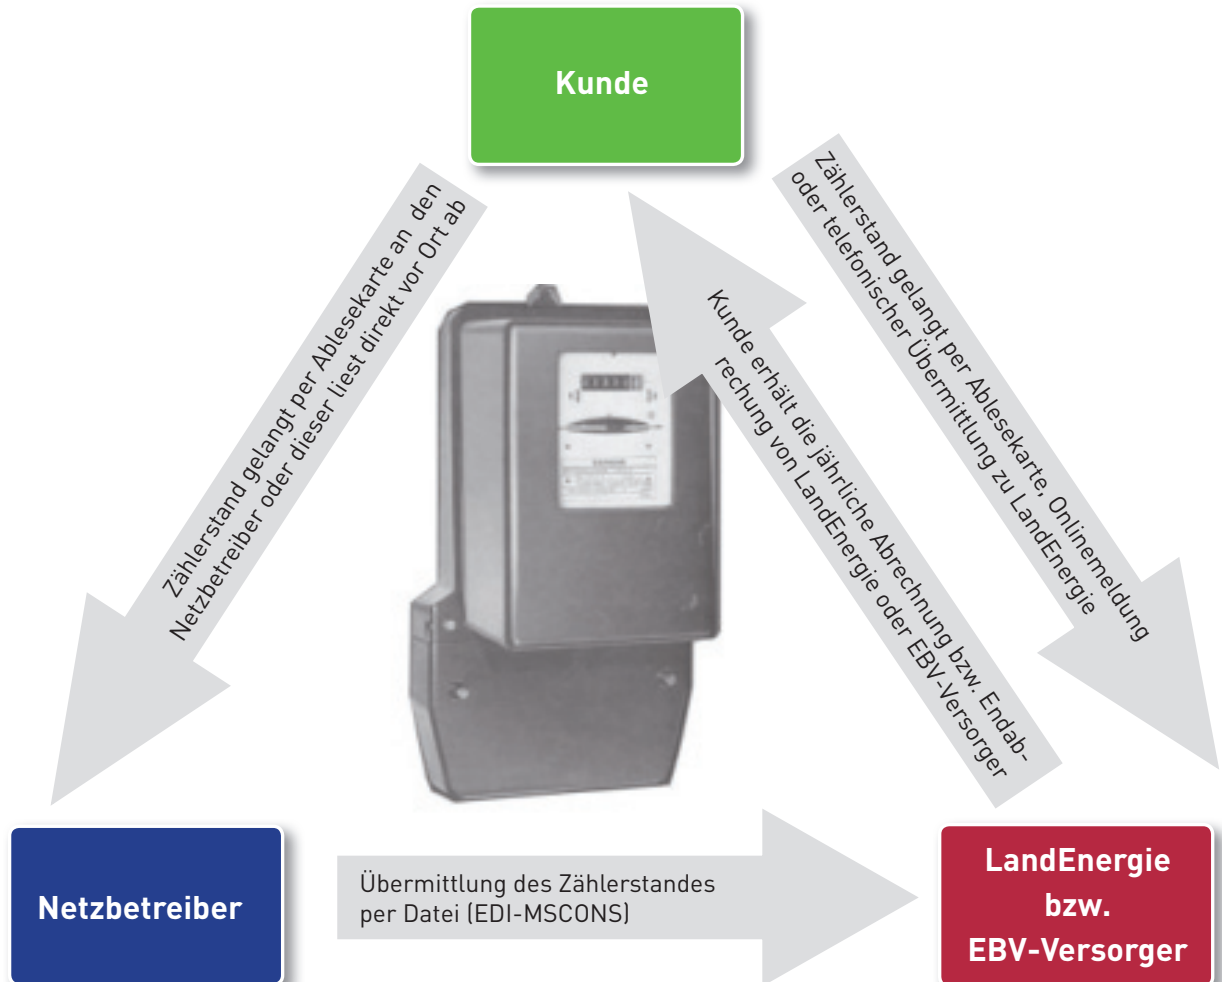 Kunde
Zählerstand gelangt per Ablesekarte an den
Netzbetreiber oder dieser liest direkt vor Ort ab
Zählerstand gelangt per Ablesekarte, Onlinemeldung
oder telefonischer Übermittlung zu LandEnergie
Kunde erhält die jährliche Abrechnung bzw. Endab-
rechung von LandEnergie oder EBV-Versorger
Netzbetreiber
Übermittlung des Zählerstandes
per Datei (EDI-MSCONS)
LandEnergie
bzw.
EBV-Versorger